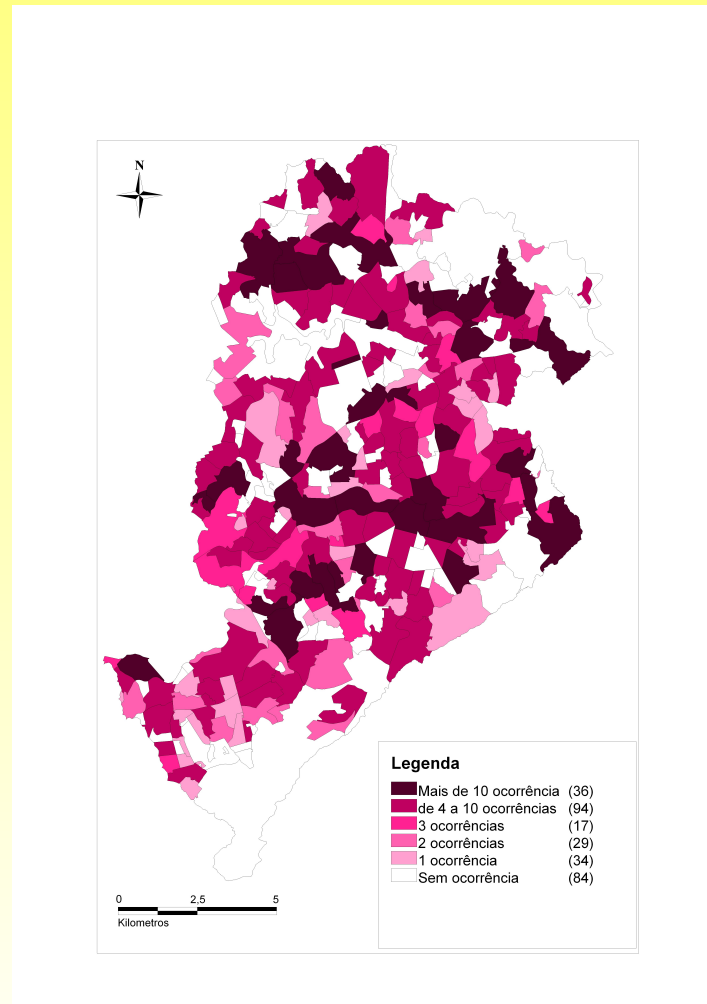 N
Legenda
Mais de 10 ocorrência (36)
de 4 a 10 ocorrências (94)
3 ocorrências (17)
2 ocorrências (29)
1 ocorrência (34)
Sem ocorrência (84)
0 2,5 5
Kilometros